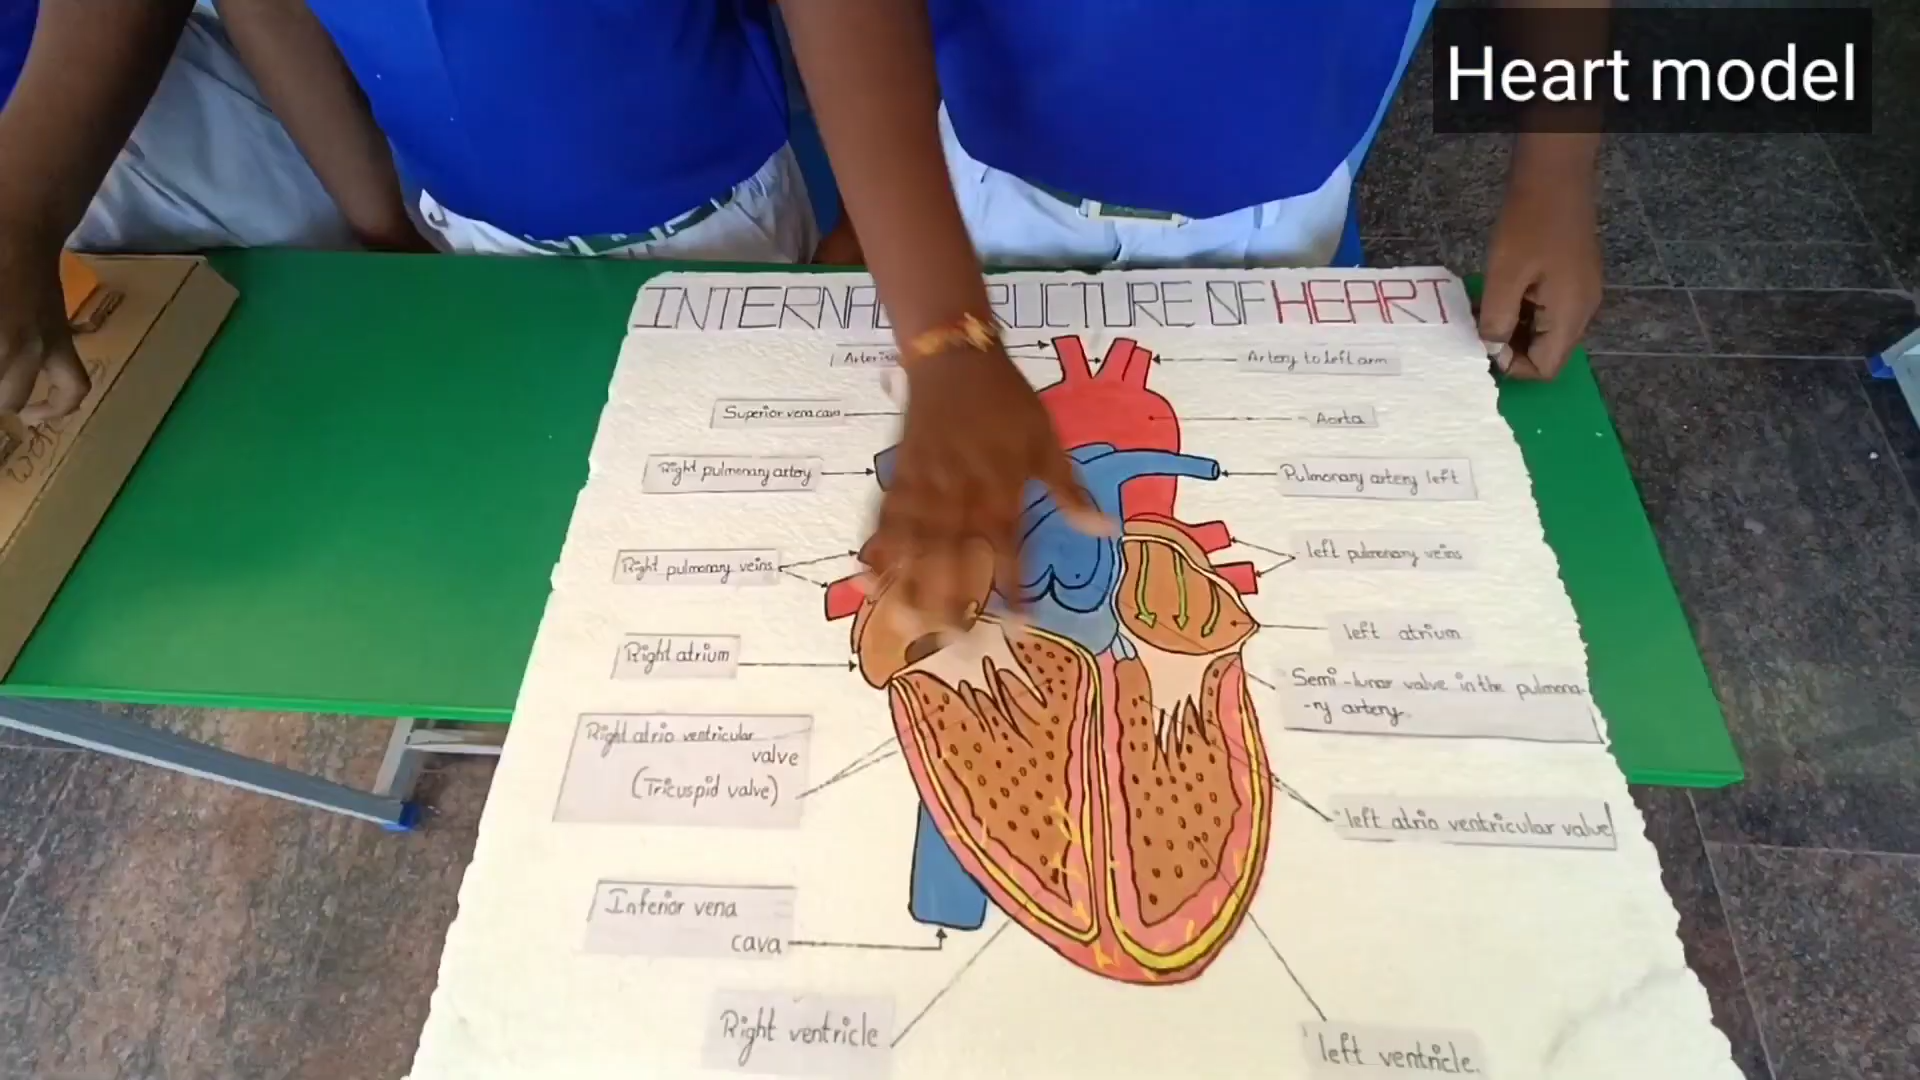 Heart model
INTERNAL STRUCTURE OF HEART
Artery to left arm
Superior vena cava
Aorta
Right pulmonary artery
Pulmonary artery left
Right pulmonary veins
left pulmonary veins
Right atrium
left atrium
Semi-lunar valve in the pulmona-
-ry artery.
Right atrio ventricular
valve
(Tricuspid valve)
left atrio ventricular valve
Inferior vena
cava
Right ventricle
left ventricle.